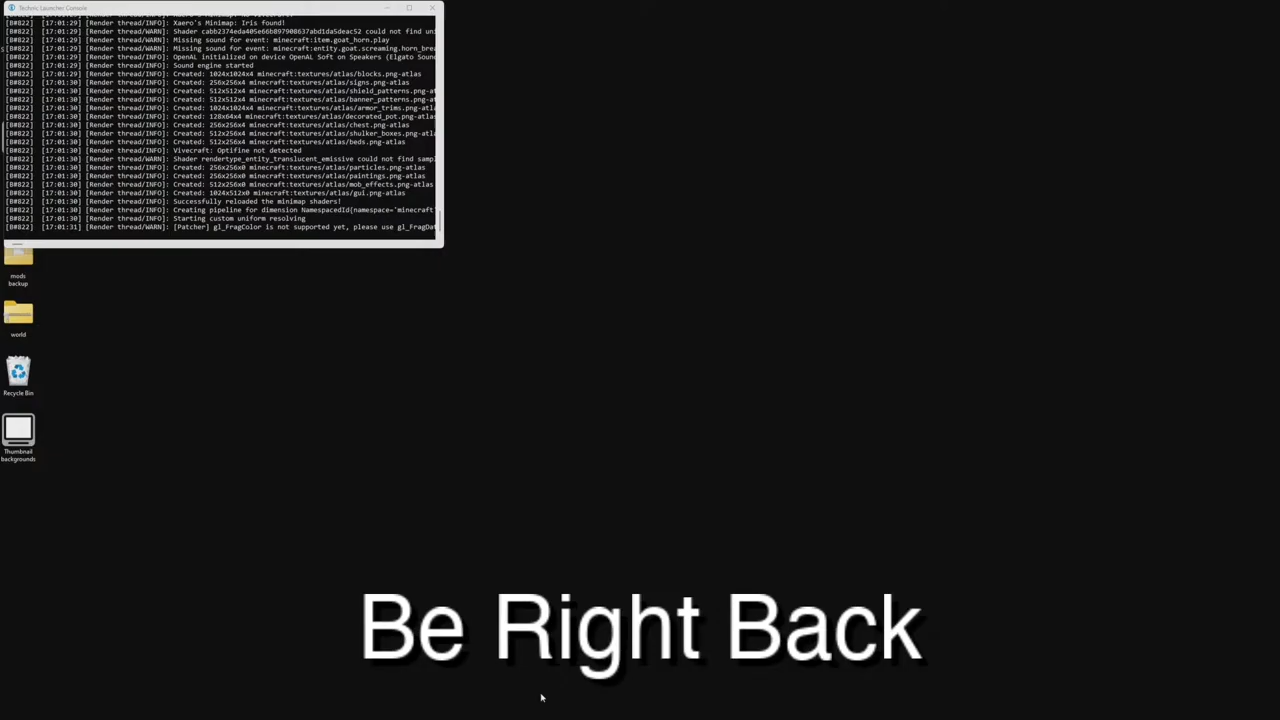 Technic Launcher Console
[B#822] [17:01:29] [Render thread/INFO]: Xaero's Minimap: Iris found!
[B#822] [17:01:29] [Render thread/WARN]: Shader could not find uni
[B#822] [17:01:29] [Render thread/WARN]: Missing sound for event: minecraft:item.goat_horn.play
[B#822] [17:01:29] [Render thread/WARN]: Missing sound for event: minecraft:entity.goat.screaming.horn_brea
[B#822] [17:01:29] [Render thread/INFO]: OpenAL initialized on device OpenAL Soft on Speakers (Elgato Soun
[B#822] [17:01:29] [Render thread/INFO]: Sound engine started
[B#822] [17:01:29] [Render thread/INFO]: Created: 1024x1024x4 minecraft:textures/atlas/blocks.png-atlas
[B#822] [17:01:30] [Render thread/INFO]: Created: 256x256x4 minecraft:textures/atlas/signs.png-atlas
[B#822] [17:01:30] [Render thread/INFO]: Created: 512x512x4 minecraft:textures/atlas/shield_patterns.png-at
[B#822] [17:01:30] [Render thread/INFO]: Created: 512x512x4 minecraft:textures/atlas/banner_patterns.png-at
[B#822] [17:01:30] [Render thread/INFO]: Created: 1024x1024x4 minecraft:textures/atlas/armor_trims.png-atla
[B#822] [17:01:30] [Render thread/INFO]: Created: 128x64x4 minecraft:textures/atlas/decorated_pot.png-atla
[B#822] [17:01:30] [Render thread/INFO]: Created: 256x256x4 minecraft:textures/atlas/chest.png-atlas
[B#822] [17:01:30] [Render thread/INFO]: Created: 512x256x4 minecraft:textures/atlas/shulker_boxes.png-atla
[B#822] [17:01:30] [Render thread/INFO]: Created: 512x256x4 minecraft:textures/atlas/beds.png-atlas
[B#822] [17:01:30] [Render thread/INFO]: Vivecraft: Optifine not detected
[B#822] [17:01:30] [Render thread/WARN]: Shader rendertype_entity_translucent_emissive could not find samp
[B#822] [17:01:30] [Render thread/INFO]: Created: 256x256x0 minecraft:textures/atlas/particles.png-atlas
[B#822] [17:01:30] [Render thread/INFO]: Created: 256x256x0 minecraft:textures/atlas/paintings.png-atlas
[B#822] [17:01:30] [Render thread/INFO]: Created: 512x256x0 minecraft:textures/atlas/mob_effects.png-atlas
[B#822] [17:01:30] [Render thread/INFO]: Created: 1024x512x0 minecraft:textures/atlas/gui.png-atlas
[B#822] [17:01:30] [Render thread/INFO]: Successfully reloaded the minimap shaders!
[B#822] [17:01:30] [Render thread/INFO]: Creating pipeline for dimension NamespacedId{namespace='minecraft'
[B#822] [17:01:30] [Render thread/INFO]: Starting custom uniform resolving
[B#822] [17:01:31] [Render thread/WARN]: [Patcher] gl_FragColor is not supported yet, please use gl_FragDa
mods
backup
world
Recycle Bin
Thumbnail
backgrounds
Be Right Back